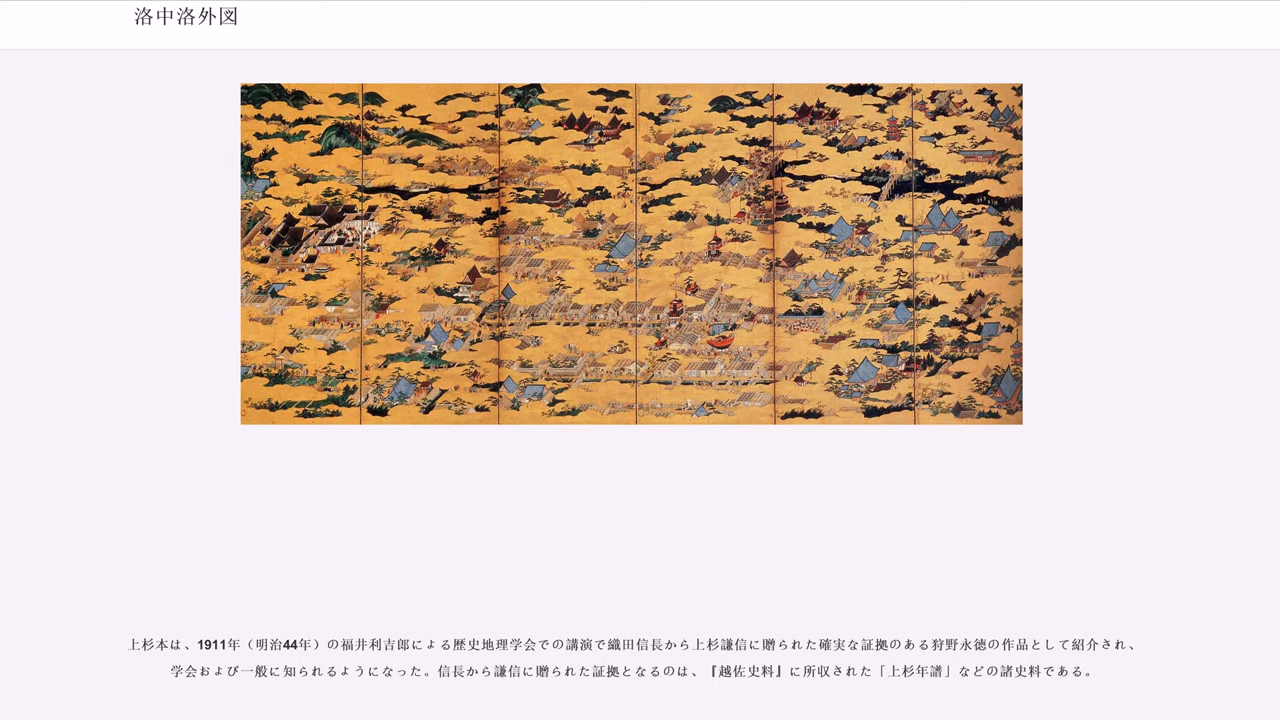 洛中洛外図
上杉本は、1911年（明治44年）の福井利吉郎による歴史地理学会での講演で織田信長から上杉謙信に贈られた確実な証拠のある狩野永徳の作品として紹介され、
学会および一般に知られるようになった。信長から謙信に贈られた証拠となるのは、『越佐史料』に所収された「上杉年譜」などの諸史料である。